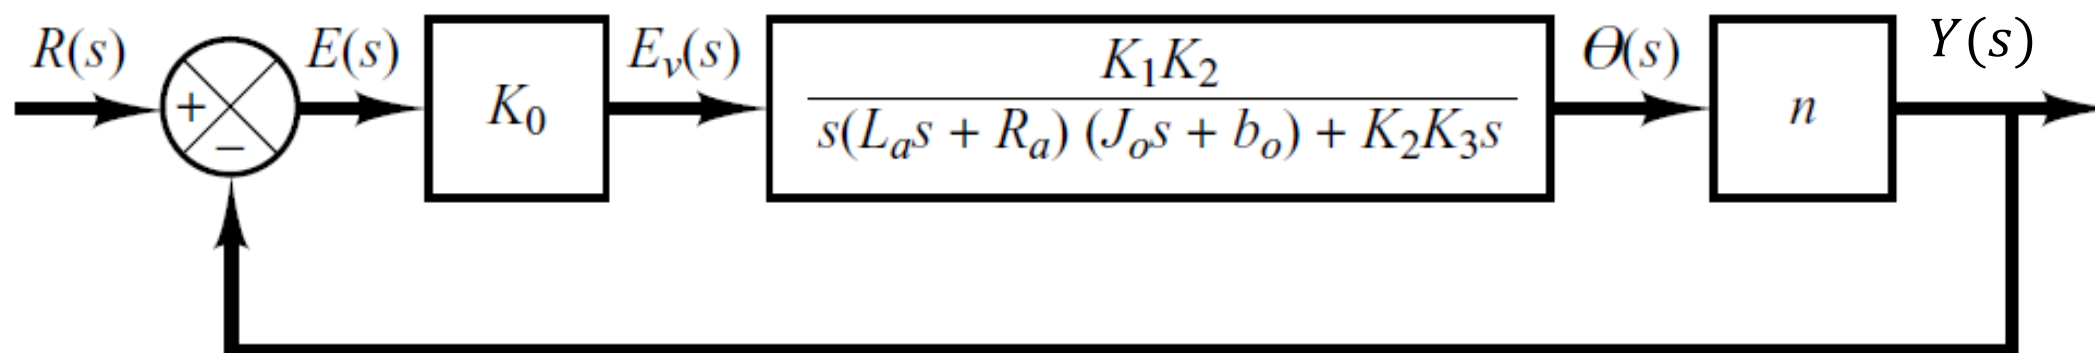 R(s)
+
−
E(s)
K₀
Eᵥ(s)
K₁K₂
s(Lₐs + Rₐ) (Jₒs + bₒ) + K₂K₃s
Θ(s)
n
Y(s)